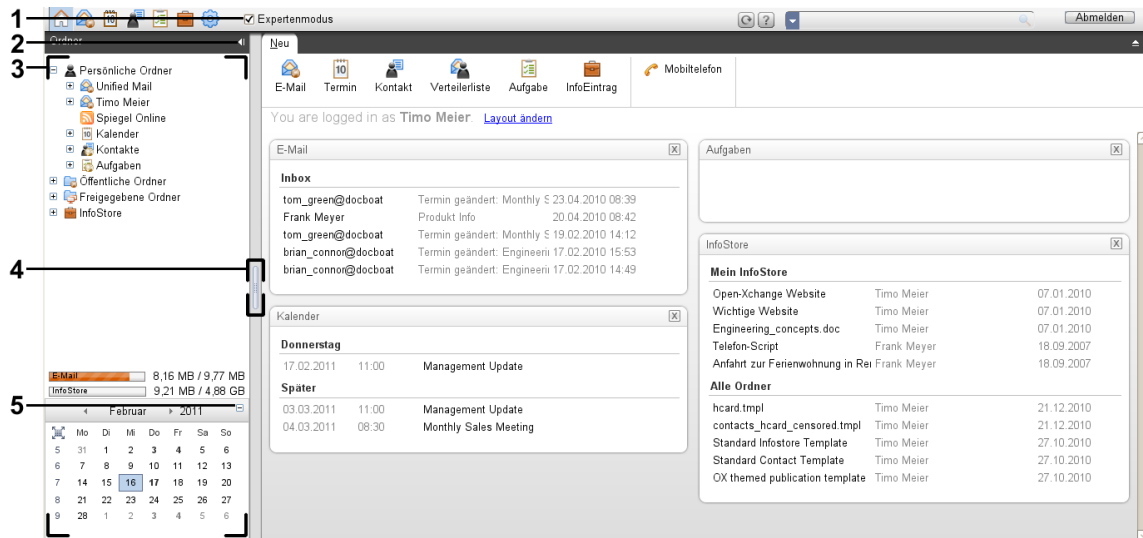 1
Expertenmodus
?
Abmelden
2
Ordner
Neu
3
Persönliche Ordner
Unified Mail
Timo Meier
Spiegel Online
Kalender
Kontakte
Aufgaben
Öffentliche Ordner
Freigegebene Ordner
InfoStore
E-Mail
Termin
Kontakt
Verteilerliste
Aufgabe
InfoEintrag
Mobiltelefon
You are logged in as Timo Meier. Layout ändern
E-Mail X
Inbox
tom_green@docboat Termin geändert: Monthly S 23.04.2010 08:39
Frank Meyer Produkt Info 20.04.2010 08:42
tom_green@docboat Termin geändert: Monthly S 19.02.2010 14:12
brian_connor@docboat Termin geändert: Engineerin 17.02.2010 15:53
brian_connor@docboat Termin geändert: Engineerin 17.02.2010 14:49
4
Kalender X
Donnerstag
17.02.2011 11:00 Management Update
Später
03.03.2011 11:00 Management Update
04.03.2011 08:30 Monthly Sales Meeting
Aufgaben X
InfoStore X
Mein InfoStore
Open-Xchange Website Timo Meier 07.01.2010
Wichtige Website Timo Meier 07.01.2010
Engineering_concepts.doc Timo Meier 07.01.2010
Telefon-Script Frank Meyer 18.09.2007
Anfahrt zur Ferienwohnung in Rei Frank Meyer 18.09.2007
Alle Ordner
hcard.tmpl Timo Meier 21.12.2010
contacts_hcard_censored.tmpl Timo Meier 21.12.2010
Standard Infostore Template Timo Meier 27.10.2010
Standard Contact Template Timo Meier 27.10.2010
OX themed publication template Timo Meier 27.10.2010
E-Mail 8,16 MB / 9,77 MB
InfoStore 9,21 MB / 4,88 GB
5
Februar 2011
Mo Di Mi Do Fr Sa So
5 31 1 2 3 4 5 6
6 7 8 9 10 11 12 13
7 14 15 16 17 18 19 20
8 21 22 23 24 25 26 27
9 28 1 2 3 4 5 6